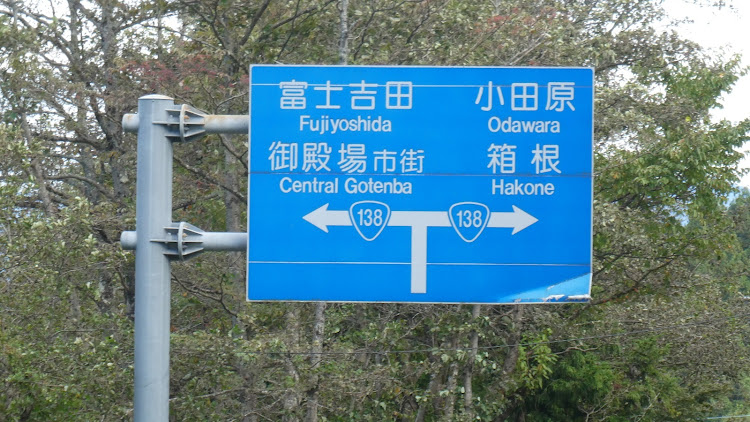 富士吉田
Fujiyoshida
御殿場市街
Central Gotenba
小田原
Odawara
箱根
Hakone
138
138